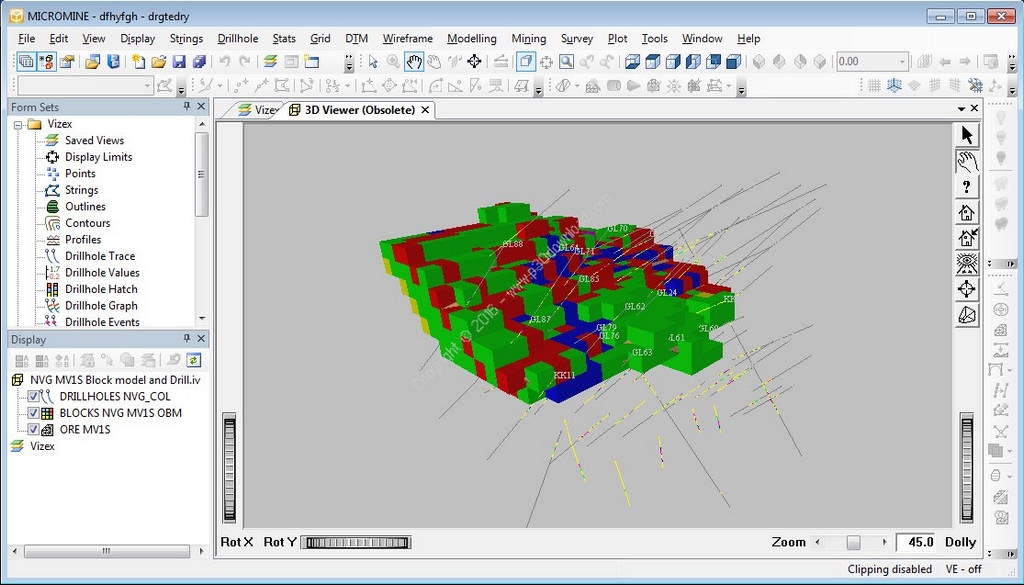 MICROMINE - dfhyfgh - drgtedry
File Edit View Display Strings Drillhole Stats Grid DTM Wireframe Modelling Mining Survey Plot Tools Window Help
0.00
Form Sets
Vizex
Saved Views
Display Limits
Points
Strings
Outlines
Contours
Profiles
Drillhole Trace
Drillhole Values
Drillhole Hatch
Drillhole Graph
Drillhole Events
Display
NVG MV1S Block model and Drill.iv
DRILLHOLES NVG_COL
BLOCKS NVG MV1S OBM
ORE MV1S
Vizex
Vizex
3D Viewer (Obsolete)
GL88
GL70
GL64
GL71
GL85
GL24
KK
GL62
GL87
GL79
GL76
GL60
L61
GL63
KK11
Copyright © 2016 - www.p30download.com
Rot X Rot Y
Zoom 45.0 Dolly
Clipping disabled VE - off